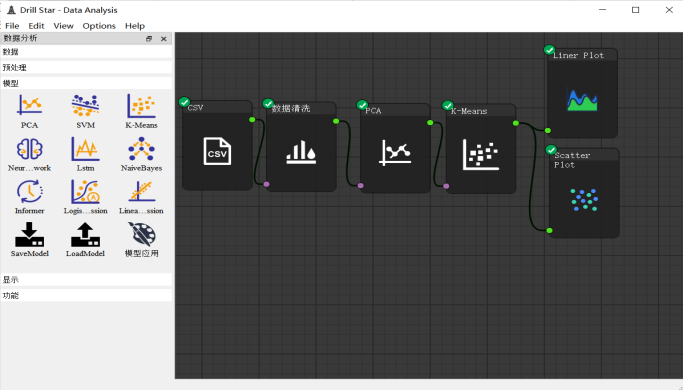 Drill Star - Data Analysis
File Edit View Options Help
数据分析
数据
预处理
模型
PCA SVM K-Means
Neur...work Lstm NaiveBayes
Informer Logis...ssion Linea...ssion
SaveModel LoadModel 模型应用
显示
功能
CSV
CSV
数据清洗
PCA
K-Means
Liner Plot
Scatter
Plot